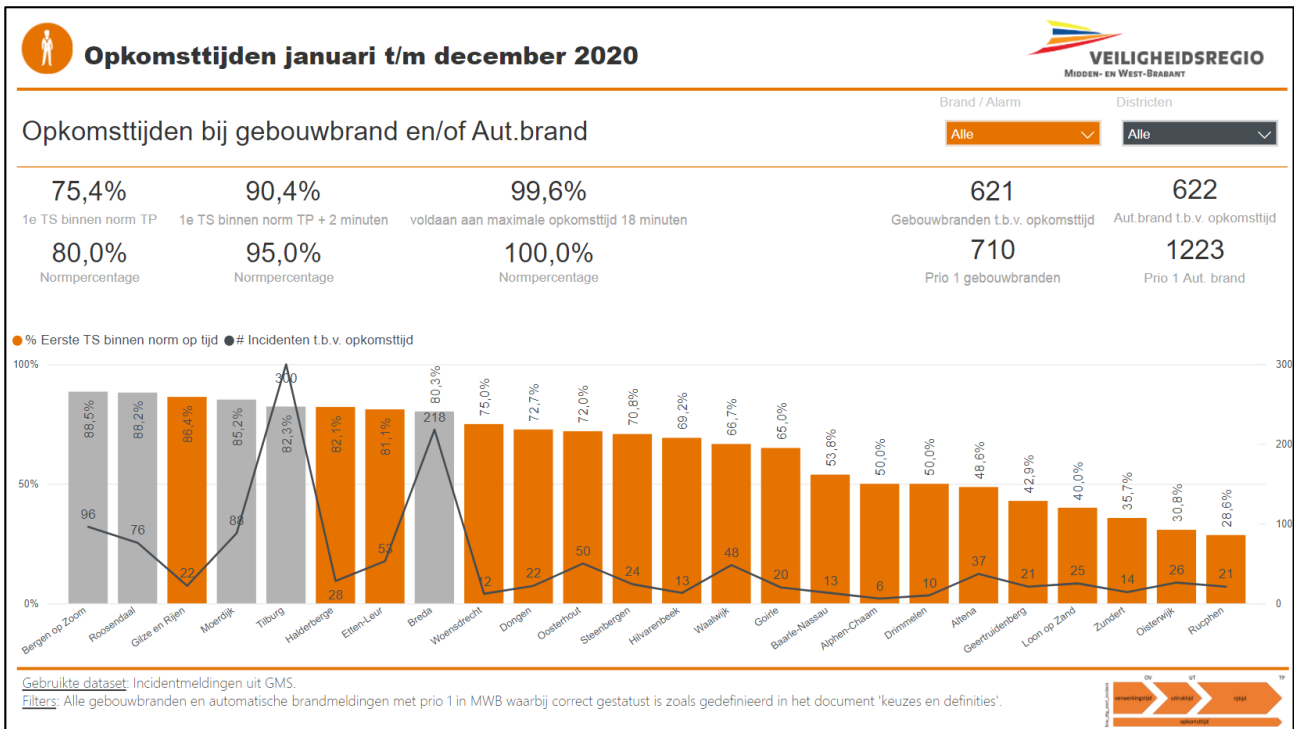 Opkomsttijden januari t/m december 2020
VEILIGHEIDSREGIO
MIDDEN- EN WEST-BRABANT
Brand / Alarm
Districten
Opkomsttijden bij gebouwbrand en/of Aut.brand
Alle
Alle
75,4%
90,4%
99,6%
621
622
1e TS binnen norm TP
1e TS binnen norm TP + 2 minuten
voldaan aan maximale opkomsttijd 18 minuten
Gebouwbranden t.b.v. opkomsttijd
Aut.brand t.b.v. opkomsttijd
80,0%
95,0%
100,0%
710
1223
Normpercentage
Normpercentage
Normpercentage
Prio 1 gebouwbranden
Prio 1 Aut. brand
% Eerste TS binnen norm op tijd
# Incidenten t.b.v. opkomsttijd
100%
50%
0%
300
200
100
0
88,5%
88,2%
86,4%
85,2%
82,3%
82,1%
81,1%
80,3%
75,0%
72,7%
72,0%
70,8%
69,2%
66,7%
65,0%
53,8%
50,0%
50,0%
48,6%
42,9%
40,0%
35,7%
30,8%
28,6%
96
76
22
88
300
28
53
218
12
22
50
24
13
48
20
13
6
10
37
21
25
14
26
21
Bergen op Zoom
Roosendaal
Gilze en Rijen
Moerdijk
Tilburg
Halderberge
Etten-Leur
Breda
Woensdrecht
Dongen
Oosterhout
Steenbergen
Hilvarenbeek
Waalwijk
Goirle
Baarle-Nassau
Alphen-Chaam
Drimmelen
Altena
Geertruidenberg
Loon op Zand
Zundert
Oisterwijk
Rucphen
Gebruikte dataset: Incidentmeldingen uit GMS.
Filters: Alle gebouwbranden en automatische brandmeldingen met prio 1 in MWB waarbij correct gestatust is zoals gedefinieerd in het document 'keuzes en definities'.
OV
UT
TP
verwerkingstijd
uitruktijd
rijtijd
opkomsttijd